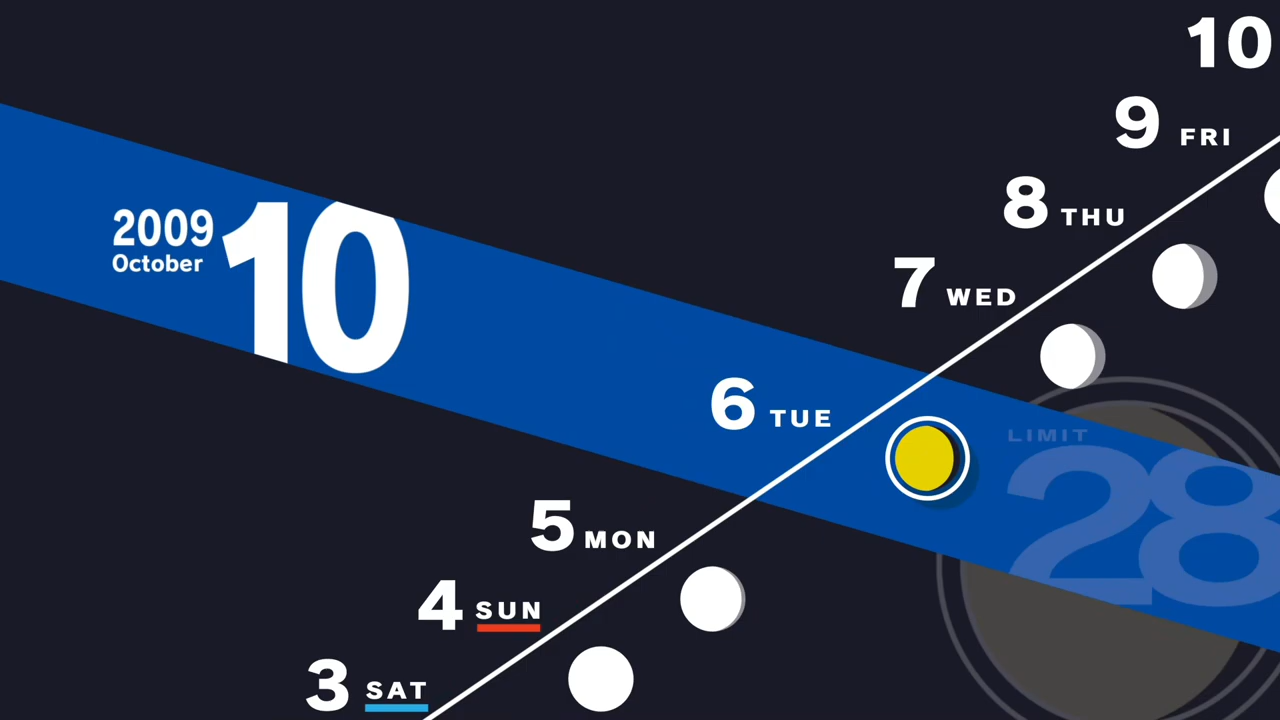 10
9 FRI
8 THU
7 WED
2009
October
10
6 TUE
LIMIT
28
5 MON
4 SUN
3 SAT